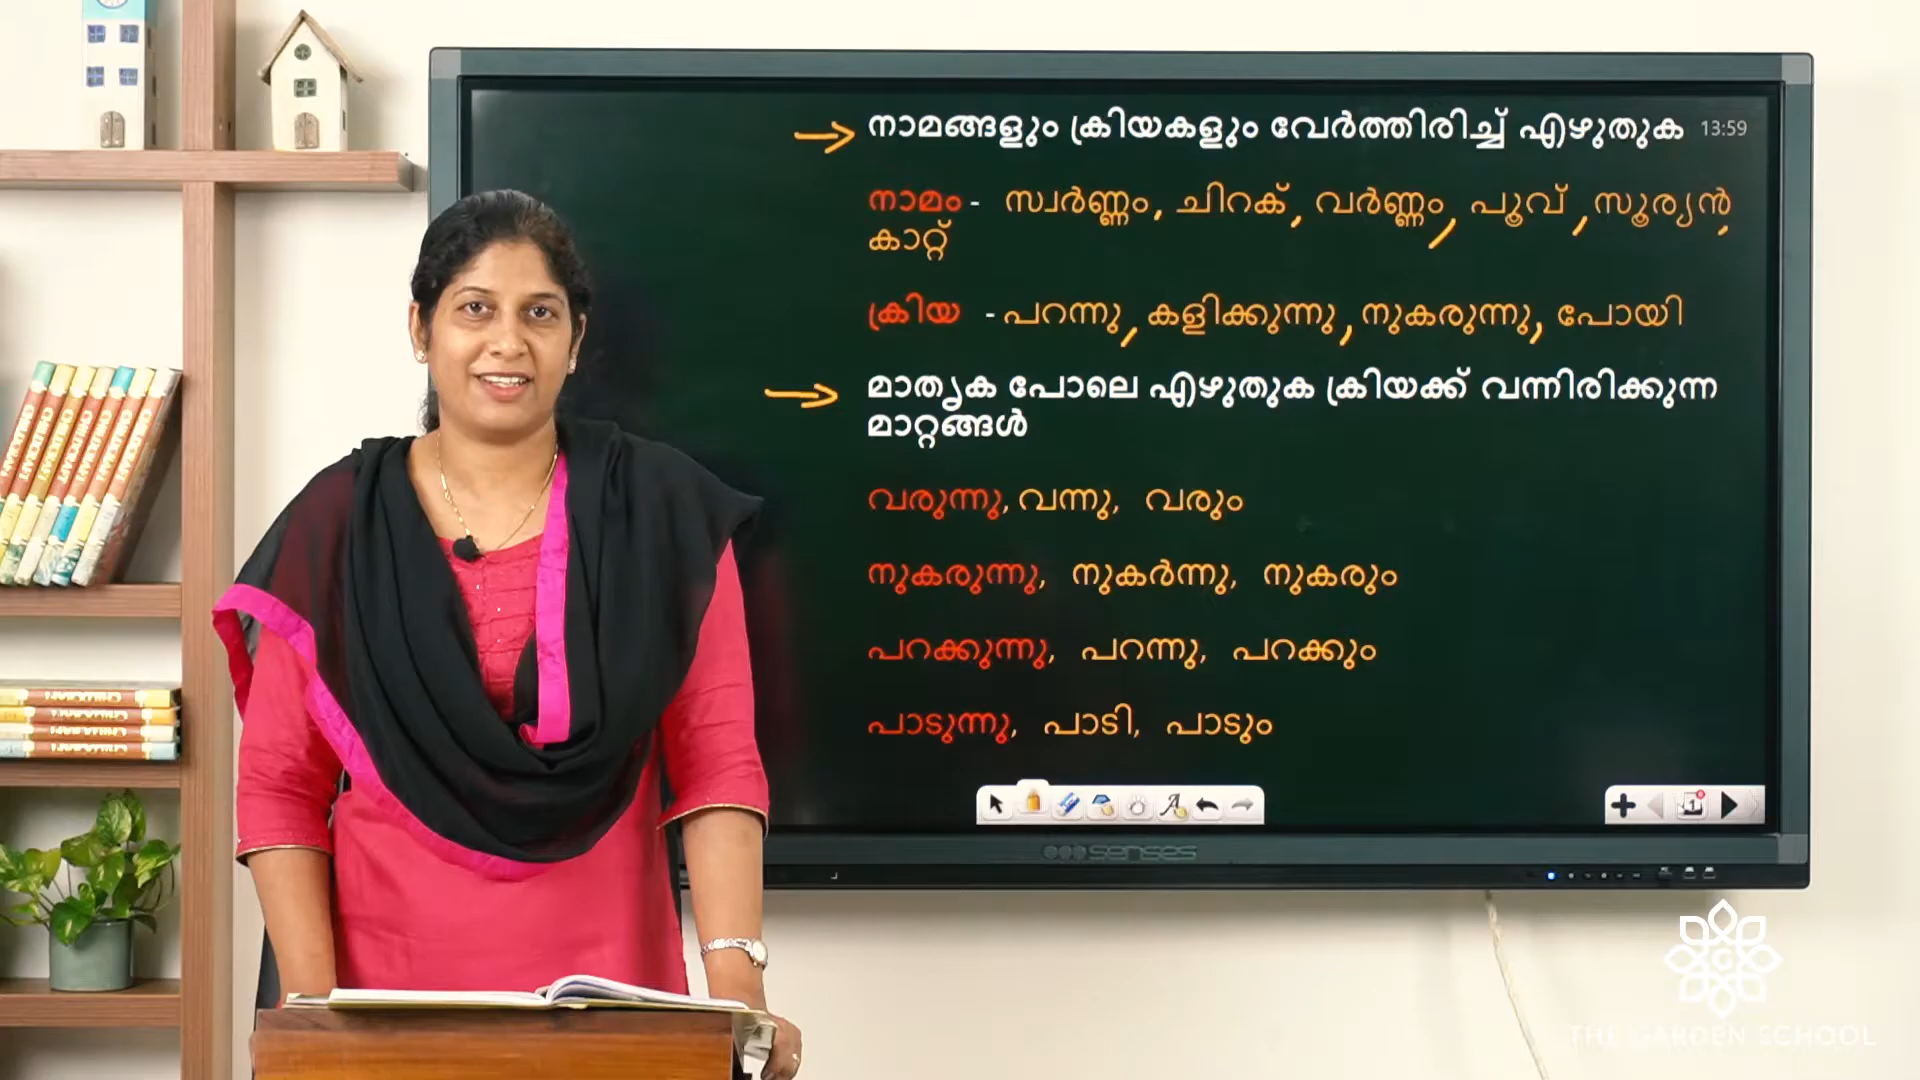 നാമങ്ങളും ക്രിയകളും വേർത്തിരിച്ച് എഴുതുക 13:59
നാമം - സ്വർണ്ണം, ചിറക്, വർണ്ണം, പൂവ്, സൂര്യൻ,
കാറ്റ്
ക്രിയ - പറന്നു, കളിക്കുന്നു, നുകരുന്നു, പോയി
മാതൃക പോലെ എഴുതുക ക്രിയക്ക് വന്നിരിക്കുന്ന
മാറ്റങ്ങൾ
വരുന്നു, വന്നു, വരും
നുകരുന്നു, നുകർന്നു, നുകരും
പറക്കുന്നു, പറന്നു, പറക്കും
പാടുന്നു, പാടി, പാടും
senses
THE GARDEN SCHOOL